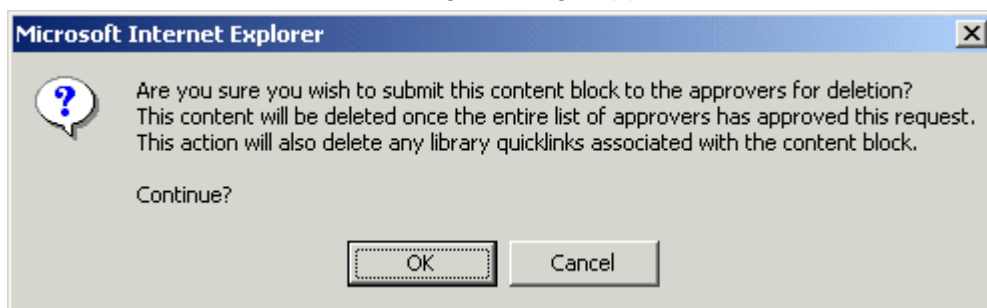 Microsoft Internet Explorer
Are you sure you wish to submit this content block to the approvers for deletion?
This content will be deleted once the entire list of approvers has approved this request.
This action will also delete any library quicklinks associated with the content block.
Continue?
OK
Cancel